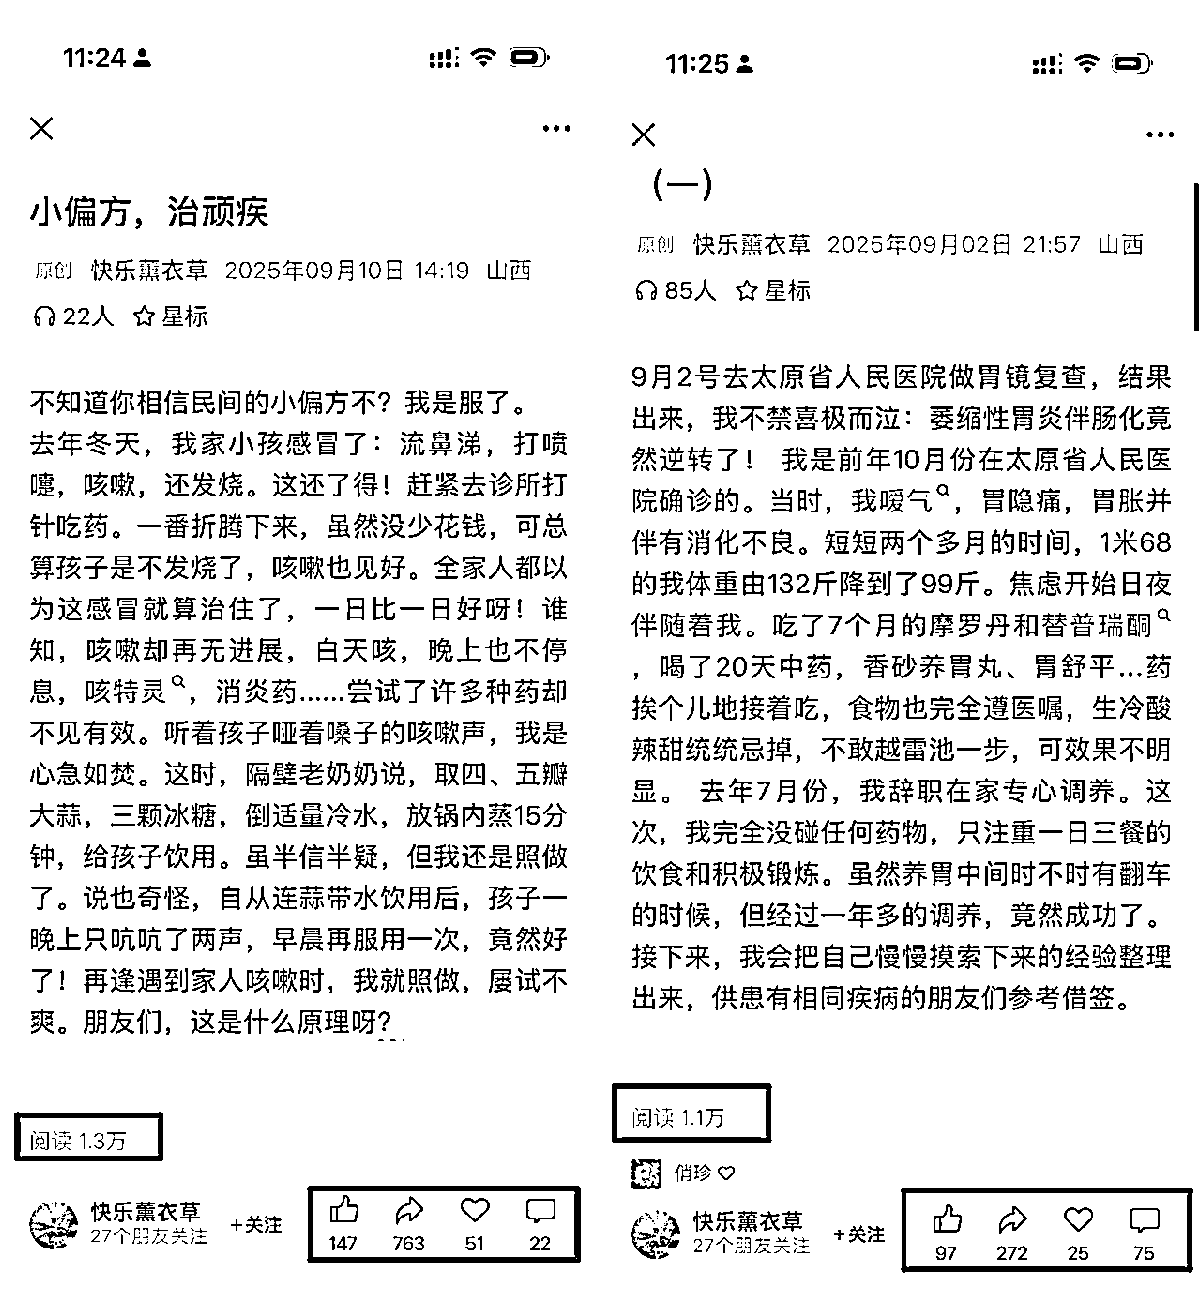 11:24
小偏方，治顽疾
原创 快乐薰衣草 2025年09月10日 14:19 山西
22人 星标
不知道你相信民间的小偏方不？我是服了。
去年冬天，我家小孩感冒了：流鼻涕，打喷
嚏，咳嗽，还发烧。这还了得！赶紧去诊所打
针吃药。一番折腾下来，虽然没少花钱，可总
算孩子是不发烧了，咳嗽也见好。全家人都以
为这感冒就算治住了，一日比一日好呀！谁
知，咳嗽却再无进展，白天咳，晚上也不停
息，咳特灵，消炎药……尝试了许多种药却
不见有效。听着孩子哑着嗓子的咳嗽声，我是
心急如焚。这时，隔壁老奶奶说，取四、五瓣
大蒜，三颗冰糖，倒适量冷水，放锅内蒸15分
钟，给孩子饮用。虽半信半疑，但我还是照做
了。说也奇怪，自从连蒜带水饮用后，孩子一
晚上只吭吭了两声，早晨再服用一次，竟然好
了！再逢遇到家人咳嗽时，我就照做，屡试不
爽。朋友们，这是什么原理呀？
阅读 1.3万
快乐薰衣草
27个朋友关注
+关注
147 763 51 22
11:25
（一）
原创 快乐薰衣草 2025年09月02日 21:57 山西
85人 星标
9月2号去太原省人民医院做胃镜复查，结果
出来，我不禁喜极而泣：萎缩性胃炎伴肠化竟
然逆转了！ 我是前年10月份在太原省人民医
院确诊的。当时，我嗳气，胃隐痛，胃胀并
伴有消化不良。短短两个多月的时间，1米68
的我体重由132斤降到了99斤。焦虑开始日夜
伴随着我。吃了7个月的摩罗丹和替普瑞酮
，喝了20天中药，香砂养胃丸、胃舒平…药
挨个儿地接着吃，食物也完全遵医嘱，生冷酸
辣甜统统忌掉，不敢越雷池一步，可效果不明
显。 去年7月份，我辞职在家专心调养。这
次，我完全没碰任何药物，只注重一日三餐的
饮食和积极锻炼。虽然养胃中间时不时有翻车
的时候，但经过一年多的调养，竟然成功了。
接下来，我会把自己慢慢摸索下来的经验整理
出来，供患有相同疾病的朋友们参考借签。
阅读 1.1万
俏珍
快乐薰衣草
27个朋友关注
+关注
97 272 25 75